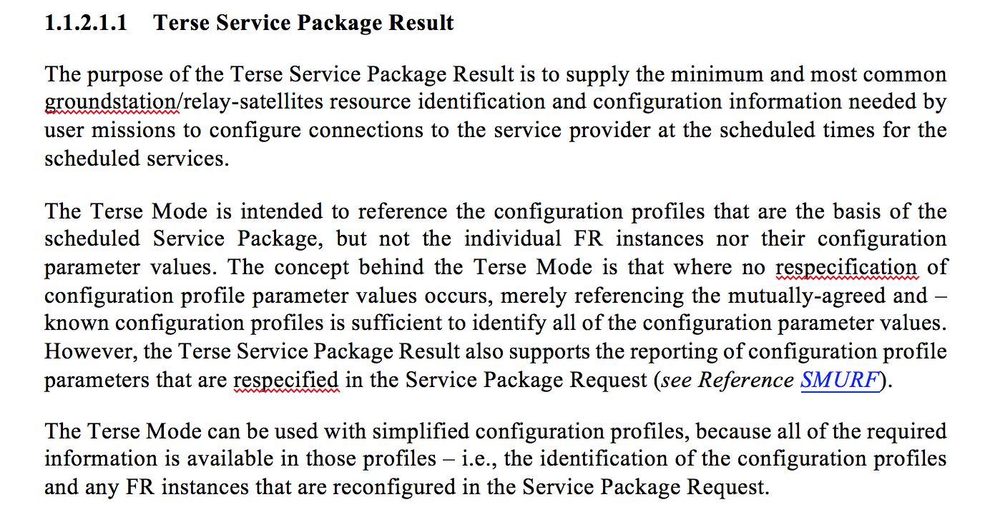 1.1.2.1.1 Terse Service Package Result
The purpose of the Terse Service Package Result is to supply the minimum and most common
groundstation/relay-satellites resource identification and configuration information needed by
user missions to configure connections to the service provider at the scheduled times for the
scheduled services.
The Terse Mode is intended to reference the configuration profiles that are the basis of the
scheduled Service Package, but not the individual FR instances nor their configuration
parameter values. The concept behind the Terse Mode is that where no respecification of
configuration profile parameter values occurs, merely referencing the mutually-agreed and –
known configuration profiles is sufficient to identify all of the configuration parameter values.
However, the Terse Service Package Result also supports the reporting of configuration profile
parameters that are respecified in the Service Package Request (see Reference SMURF).
The Terse Mode can be used with simplified configuration profiles, because all of the required
information is available in those profiles – i.e., the identification of the configuration profiles
and any FR instances that are reconfigured in the Service Package Request.